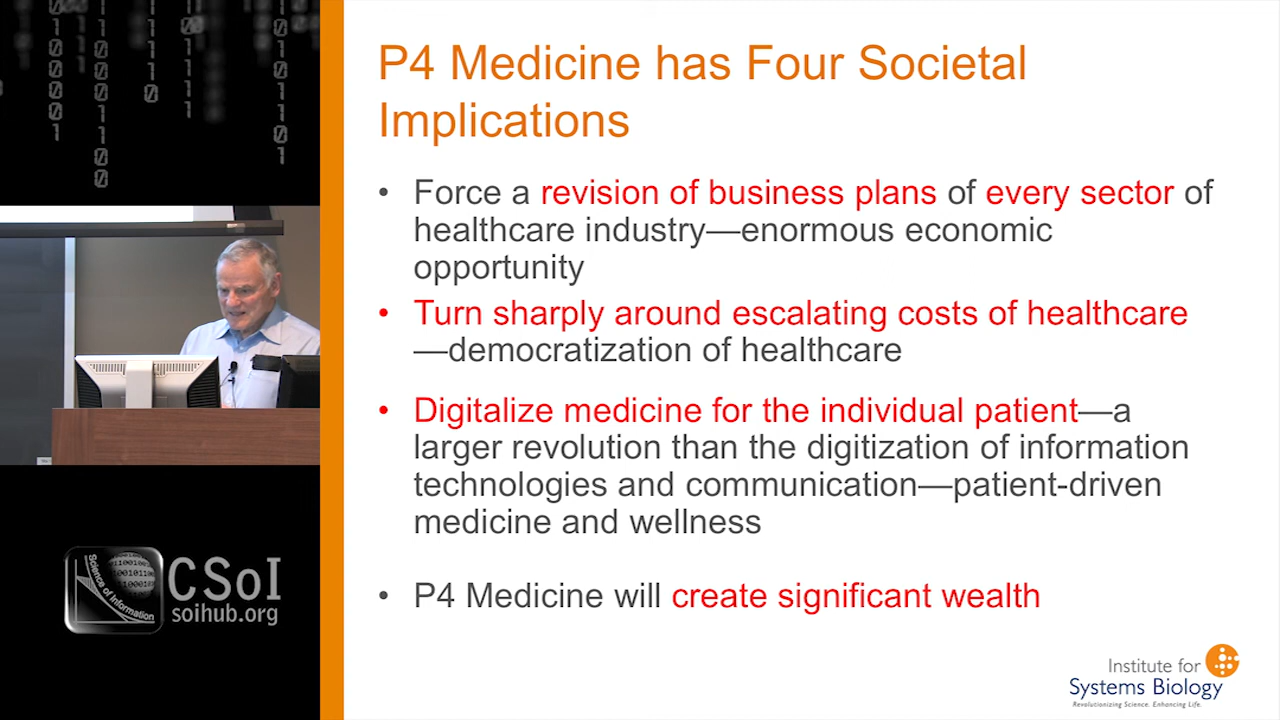 P4 Medicine has Four Societal
Implications
• Force a revision of business plans of every sector of
healthcare industry—enormous economic
opportunity
• Turn sharply around escalating costs of healthcare
—democratization of healthcare
• Digitalize medicine for the individual patient—a
larger revolution than the digitization of information
technologies and communication—patient-driven
medicine and wellness
• P4 Medicine will create significant wealth
Science of Information
CSoI
soihub.org
Institute for
Systems Biology
Revolutionizing Science. Enhancing Life.